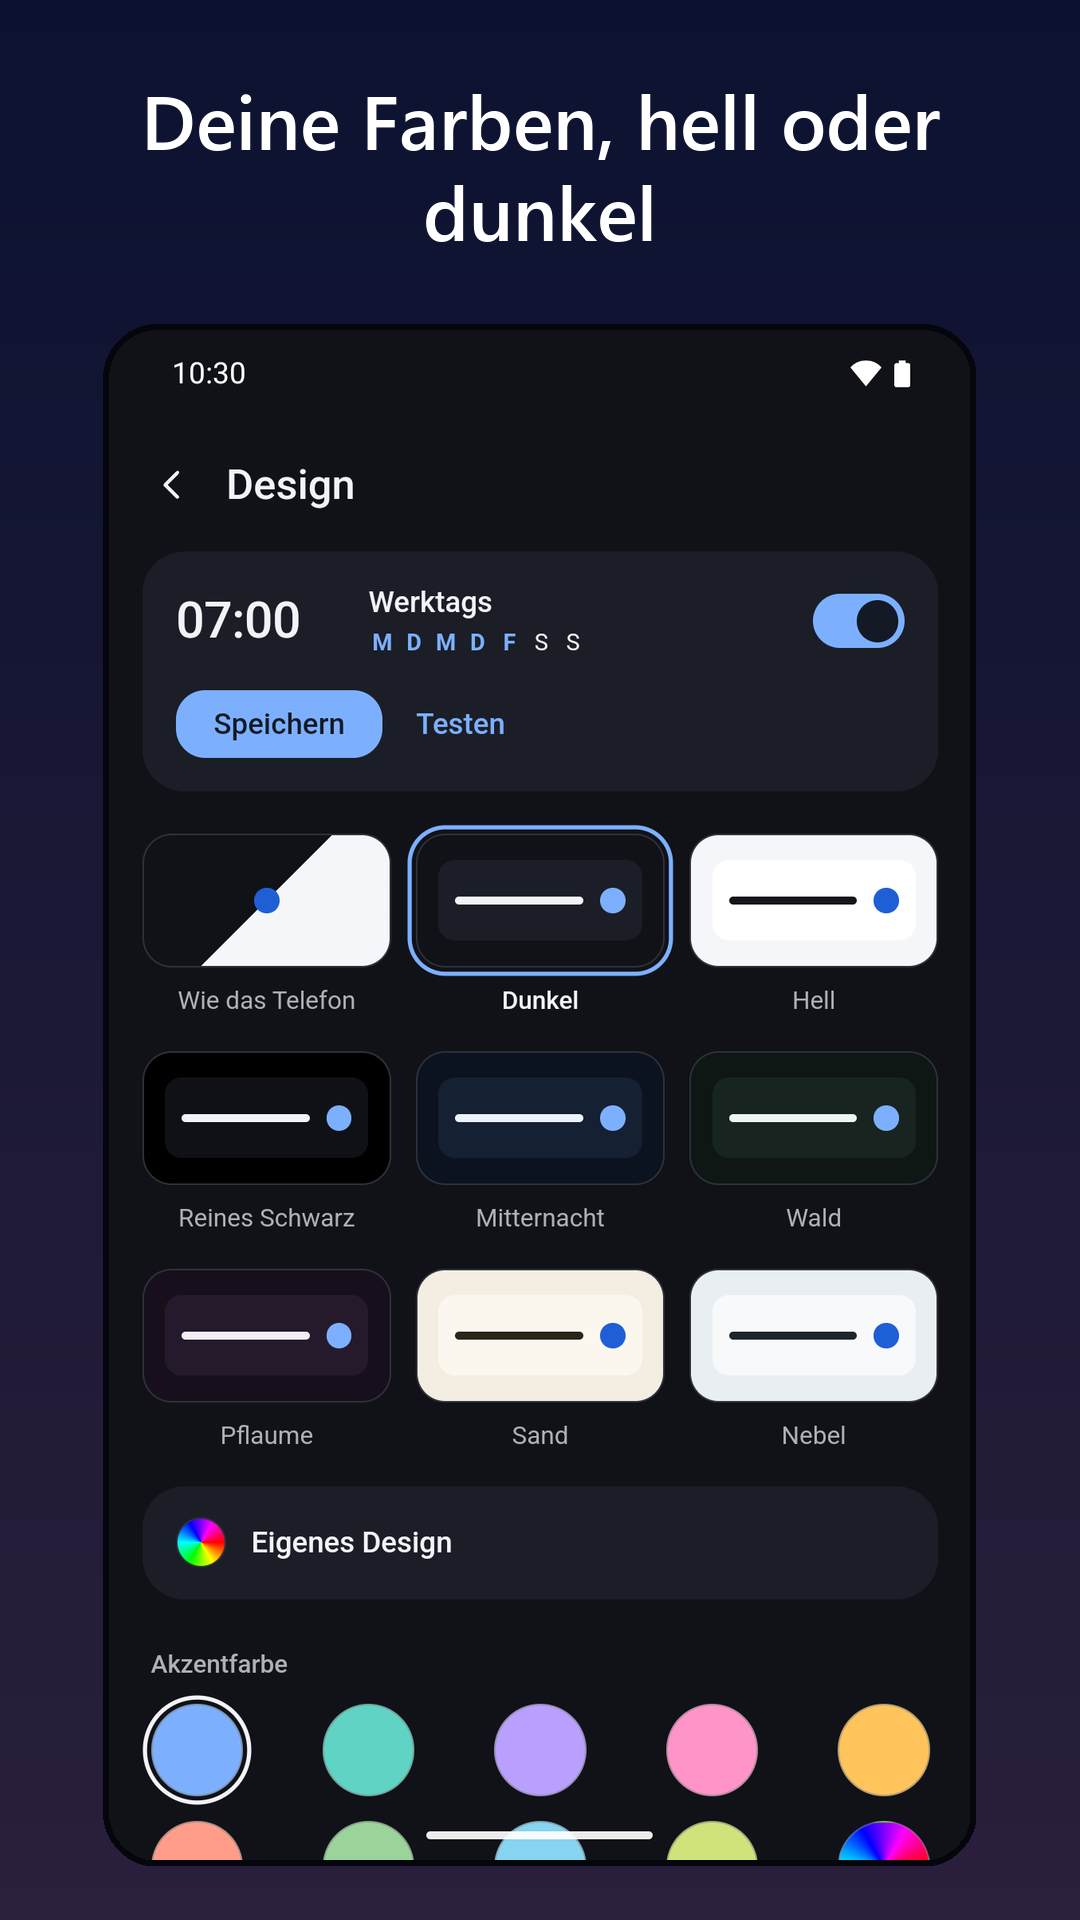 Deine Farben, hell oder
dunkel
10:30
Design
07:00
Werktags
M D M D F S S
Speichern
Testen
Wie das Telefon
Dunkel
Hell
Reines Schwarz
Mitternacht
Wald
Pflaume
Sand
Nebel
Eigenes Design
Akzentfarbe